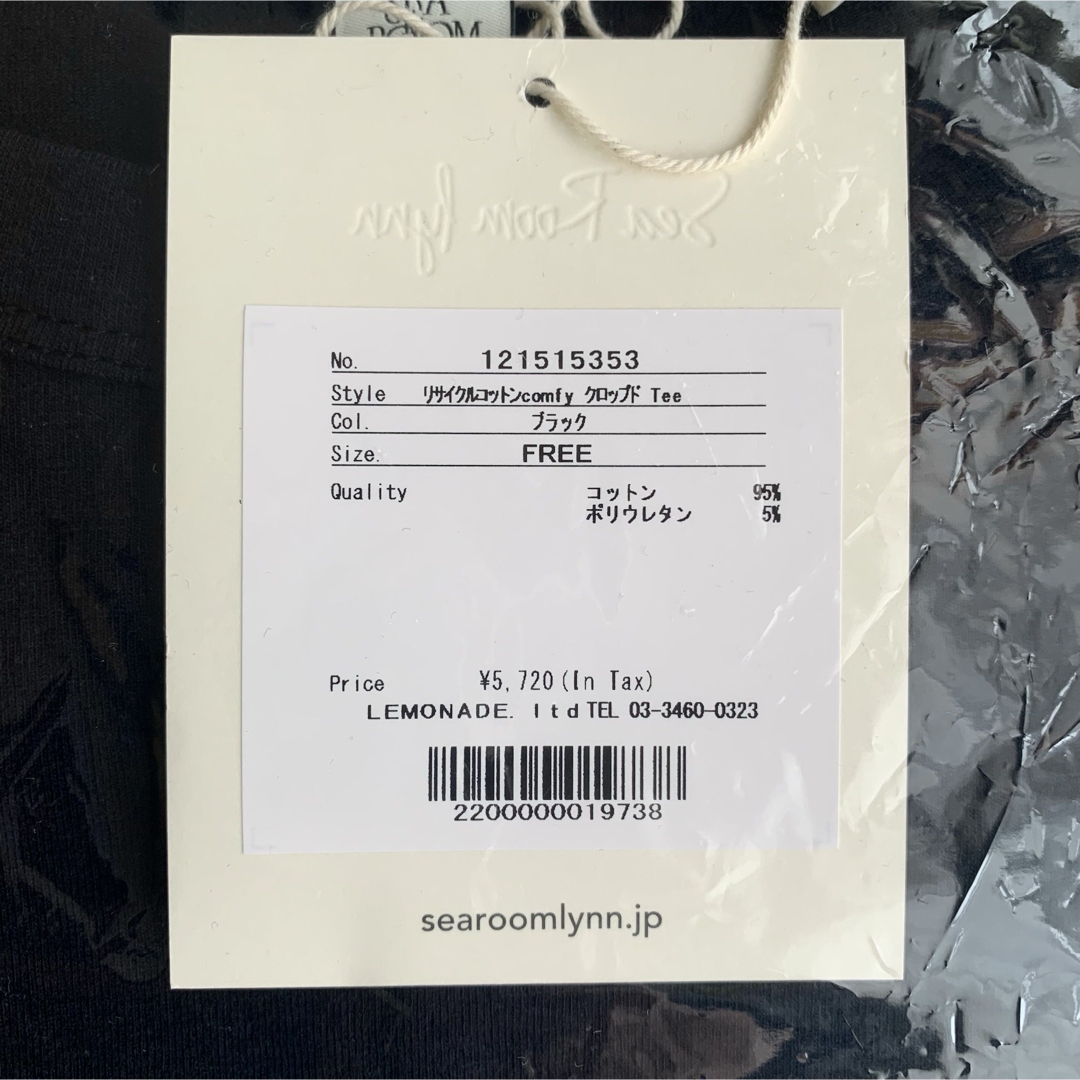 Sea Room lynn
No. 121515353
Style リサイクルコットンcomfy クロップド Tee
Col. ブラック
Size. FREE
Quality コットン 95%
ポリウレタン 5%
Price ¥5,720(In Tax)
LEMONADE. ltd TEL 03-3460-0323
2200000019738
searoomlynn.jp